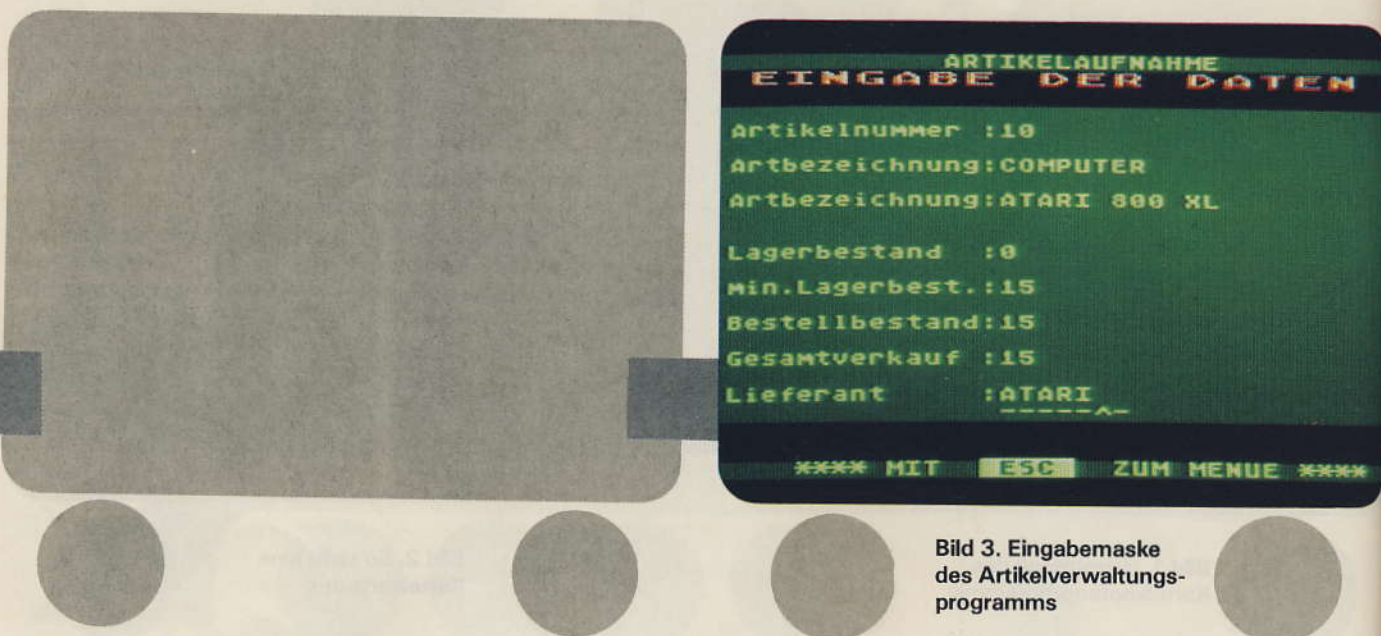 ARTIKELAUFNAHME
EINGABE DER DATEN
Artikelnummer :10
Artbezeichnung:COMPUTER
Artbezeichnung:ATARI 800 XL
Lagerbestand :0
Min.Lagerbest.:15
Bestellbestand:15
Gesamtverkauf :15
Lieferant :ATARI
**** MIT ESC ZUM MENUE ****
Bild 3. Eingabemaske
des Artikelverwaltungs-
programms